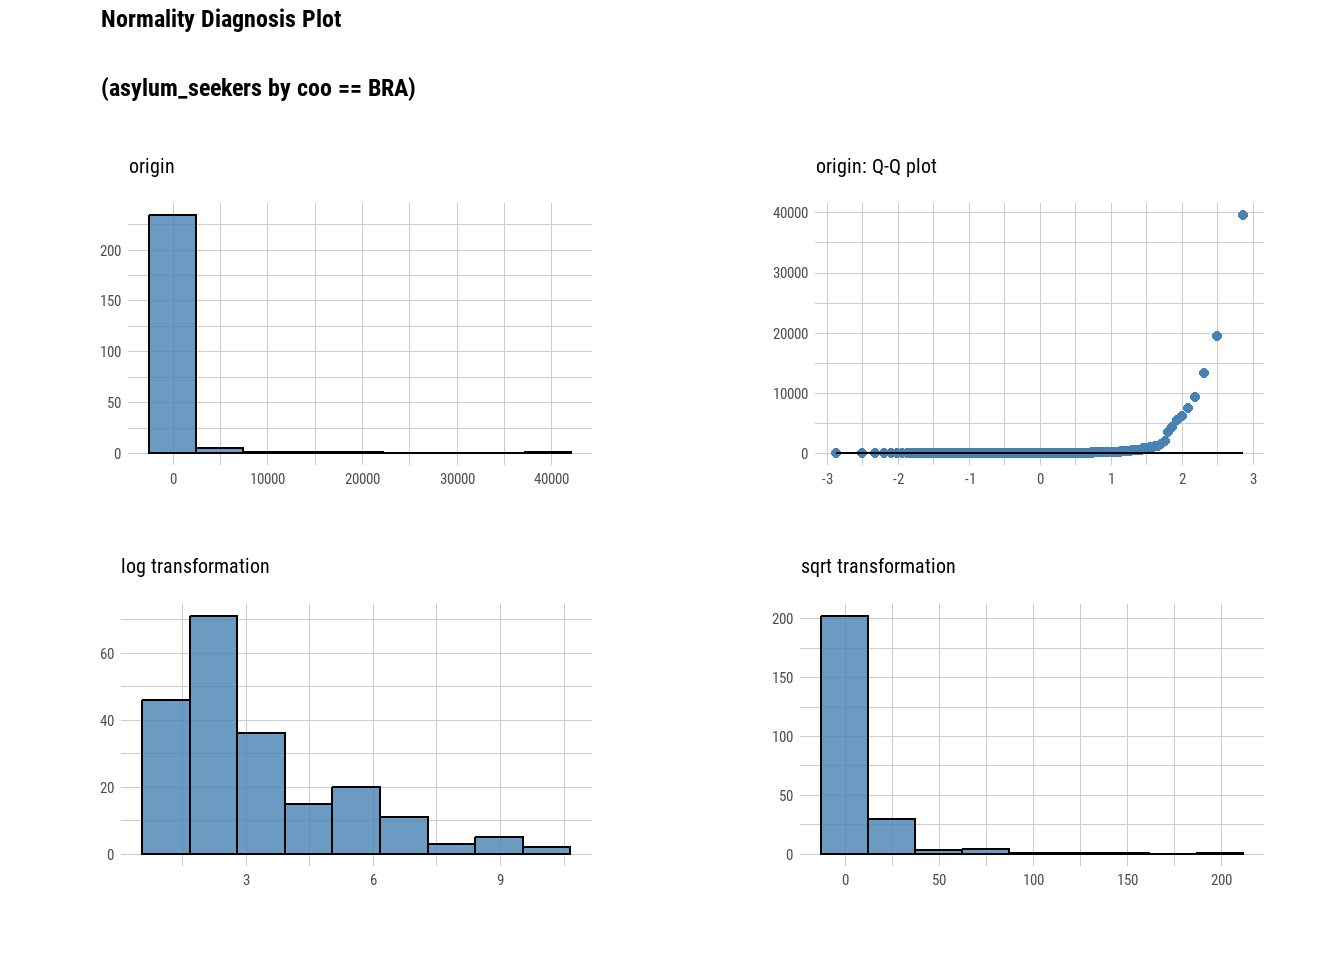 Normality Diagnosis Plot
(asylum_seekers by coo == BRA)
origin
200
150
100
50
0
0 10000 20000 30000 40000
origin: Q-Q plot
40000
30000
20000
10000
0
-3 -2 -1 0 1 2 3
log transformation
60
40
20
0
3 6 9
sqrt transformation
200
150
100
50
0
0 50 100 150 200